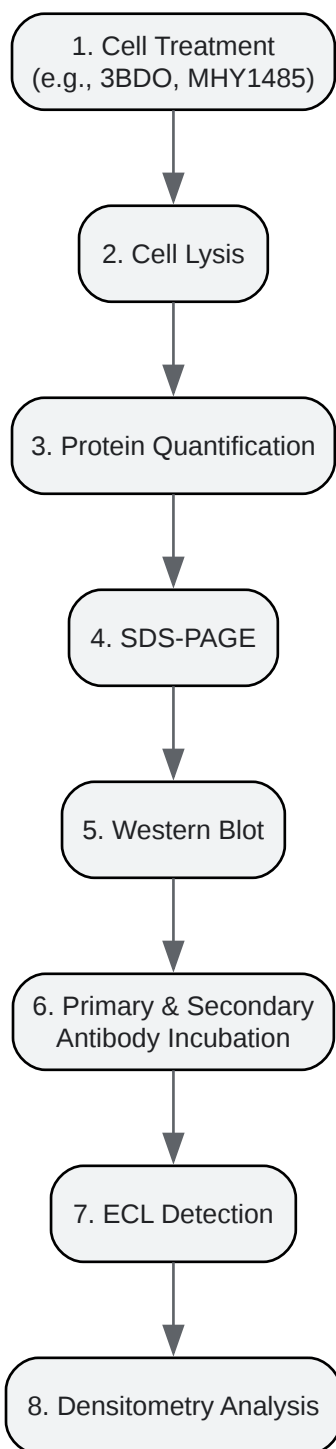 1. Cell Treatment
(e.g., 3BDO, MHY1485)
2. Cell Lysis
3. Protein Quantification
4. SDS-PAGE
5. Western Blot
6. Primary & Secondary
Antibody Incubation
7. ECL Detection
8. Densitometry Analysis